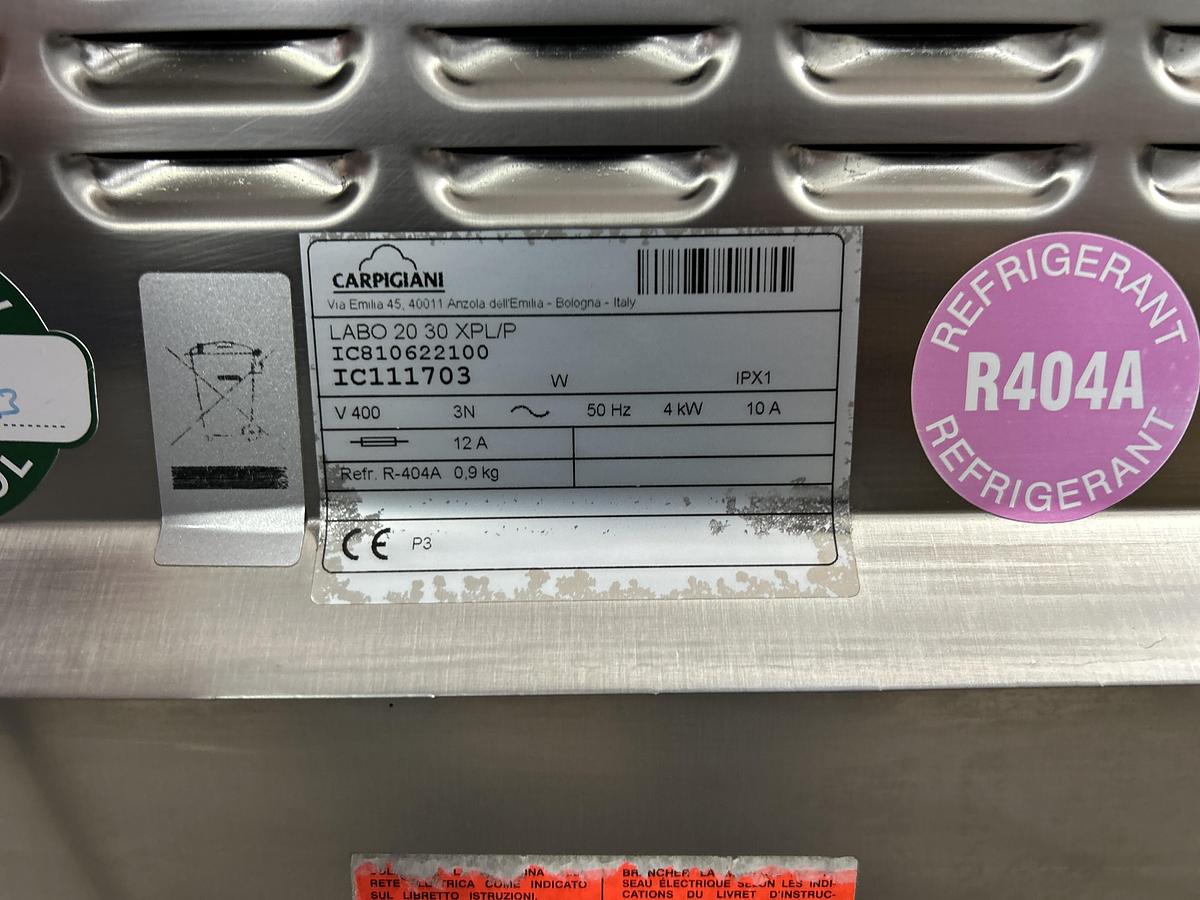 CARPIGIANI
Via Emilia 45, 40011 Anzola dell'Emilia - Bologna - Italy
LABO 20 30 XPL/P
IC810622100
IC111703 W IPX1
V 400 3N 50 Hz 4 kW 10 A
12 A
Refr. R-404A 0,9 kg
CE P3
REFRIGERANT
R404A
REFRIGERANT
3
RETE ELETTRICA COME INDICATO
SUL LIBRETTO ISTRUZIONI.
BRANCHER LA
SEAU ÉLECTRIQUE SELON LES INDI-
CATIONS DU LIVRET D'INSTRUC-